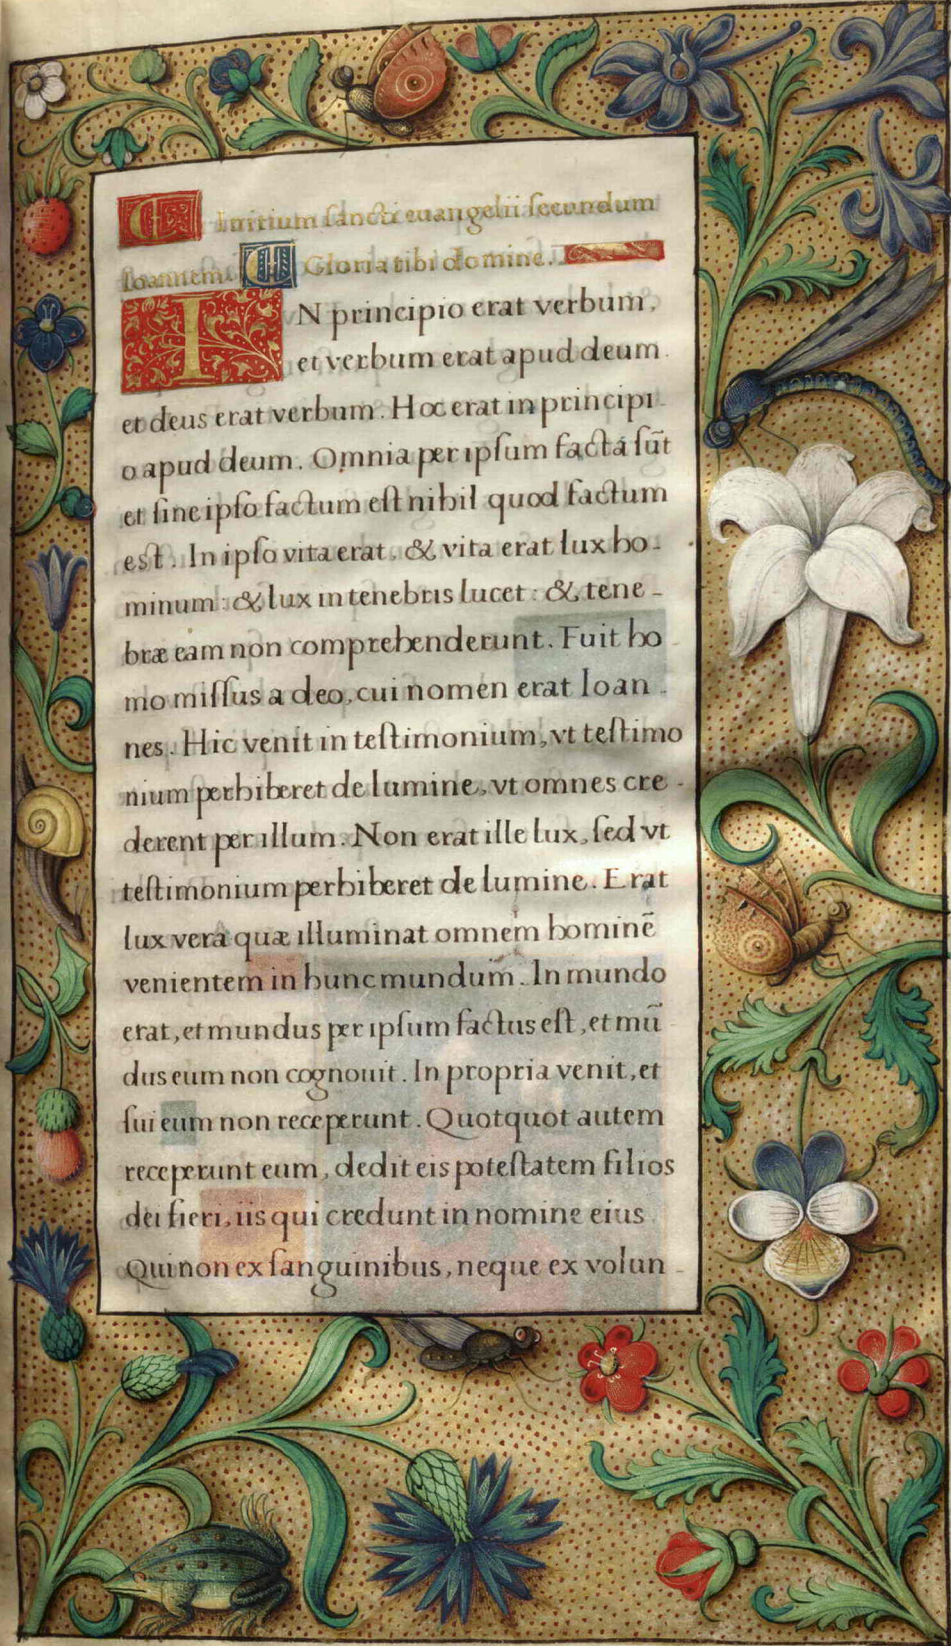 Initium sancti euangelii secundum
Ioannem. Gloria tibi domine.
IN principio erat verbum,
et verbum erat apud deum.
et deus erat verbum. Hoc erat in principi
o apud deum. Omnia per ipsum facta sūt
et sine ipso factum est nihil quod factum
est. In ipso vita erat, & vita erat lux ho-
minum: & lux in tenebris lucet: & tene-
bræ eam non comprehenderunt. Fuit ho
mo missus a deo, cui nomen erat Ioan-
nes. Hic venit in testimonium, vt testimo
nium perhiberet de lumine, vt omnes cre-
derent per illum. Non erat ille lux, sed vt
testimonium perhiberet de lumine. Erat
lux vera quæ illuminat omnem hominē
venientem in hunc mundum. In mundo
erat, et mundus per ipsum factus est, et mū
dus eum non cognouit. In propria venit, et
sui eum non receperunt. Quotquot autem
receperunt eum, dedit eis potestatem filios
dei fieri, iis qui credunt in nomine eius
Qui non ex sanguinibus, neque ex volun-